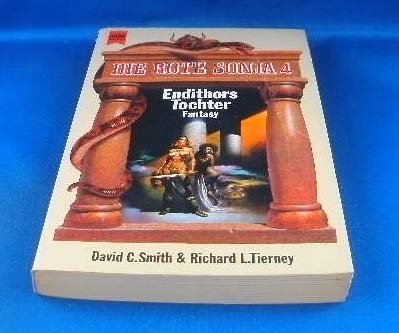 DIE ROTE SONJA 4
Endithors
Tochter
Fantasy
David C. Smith & Richard L. Tierney